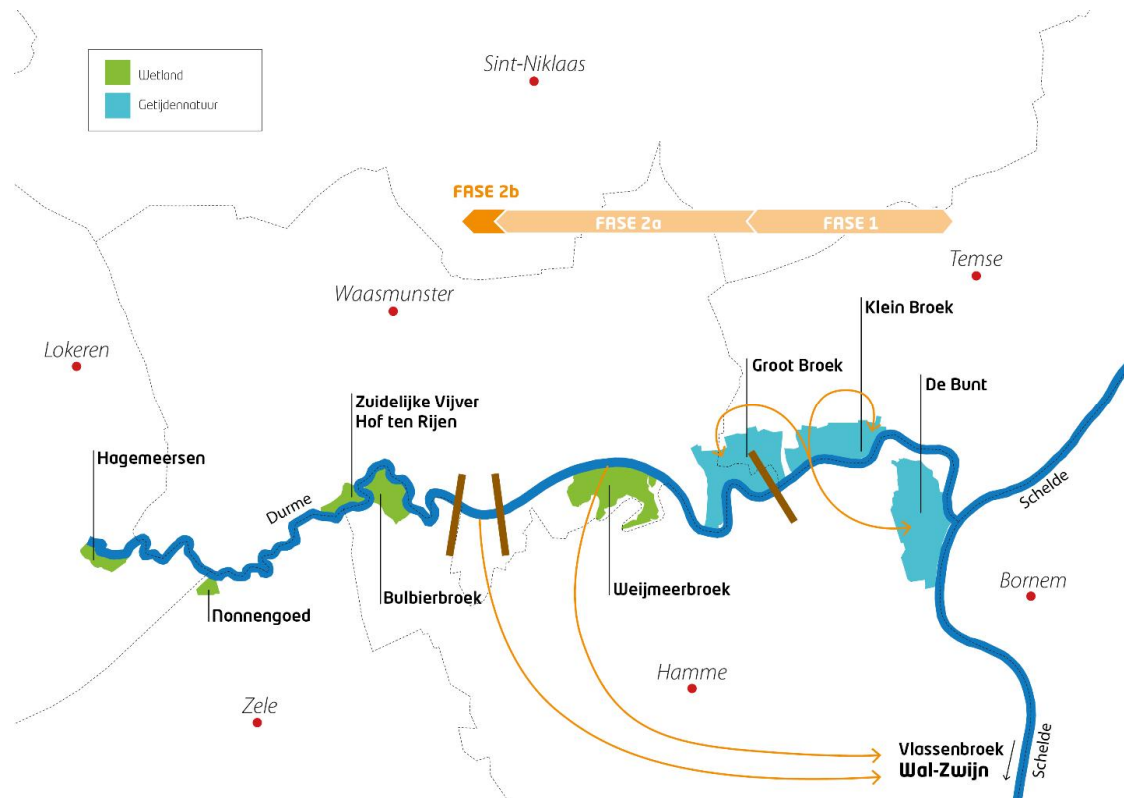 Wetland
Getijdennatuur
Sint-Niklaas
FASE 2b
FASE 2a
FASE 1
Temse
Waasmunster
Klein Broek
Lokeren
Groot Broek
De Bunt
Zuidelijke Vijver
Hof ten Rijen
Hagemeersen
Durme
Schelde
Nonnengoed
Bulbierbroek
Weijmeerbroek
Bornem
Hamme
Zele
Vlassenbroek
Wal-Zwijn
Schelde